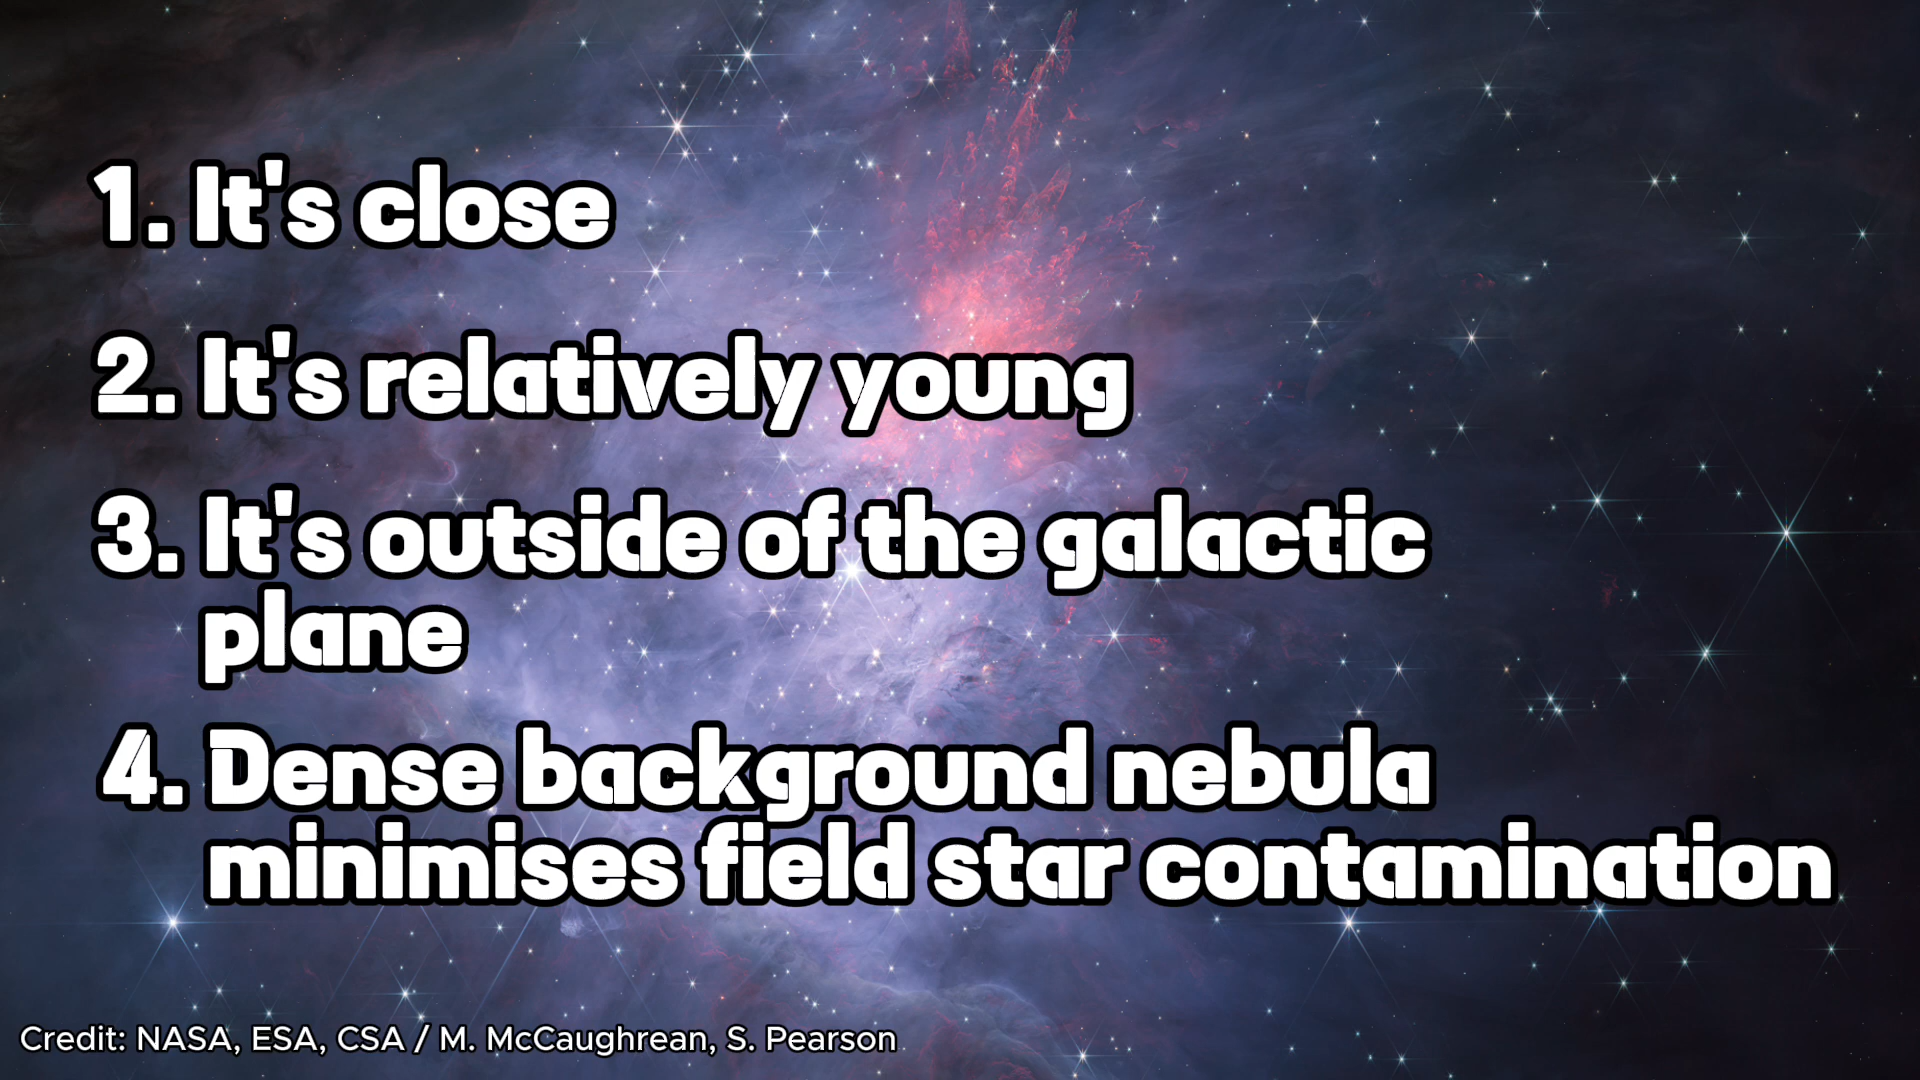 1. It's close
2. It's relatively young
3. It's outside of the galactic
plane
4. Dense background nebula
minimises field star contamination
Credit: NASA, ESA, CSA / M. McCaughrean, S. Pearson